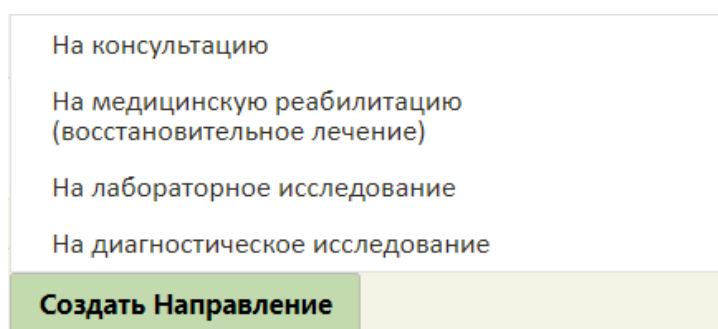 На консультацию
На медицинскую реабилитацию
(восстановительное лечение)
На лабораторное исследование
На диагностическое исследование
Создать Направление